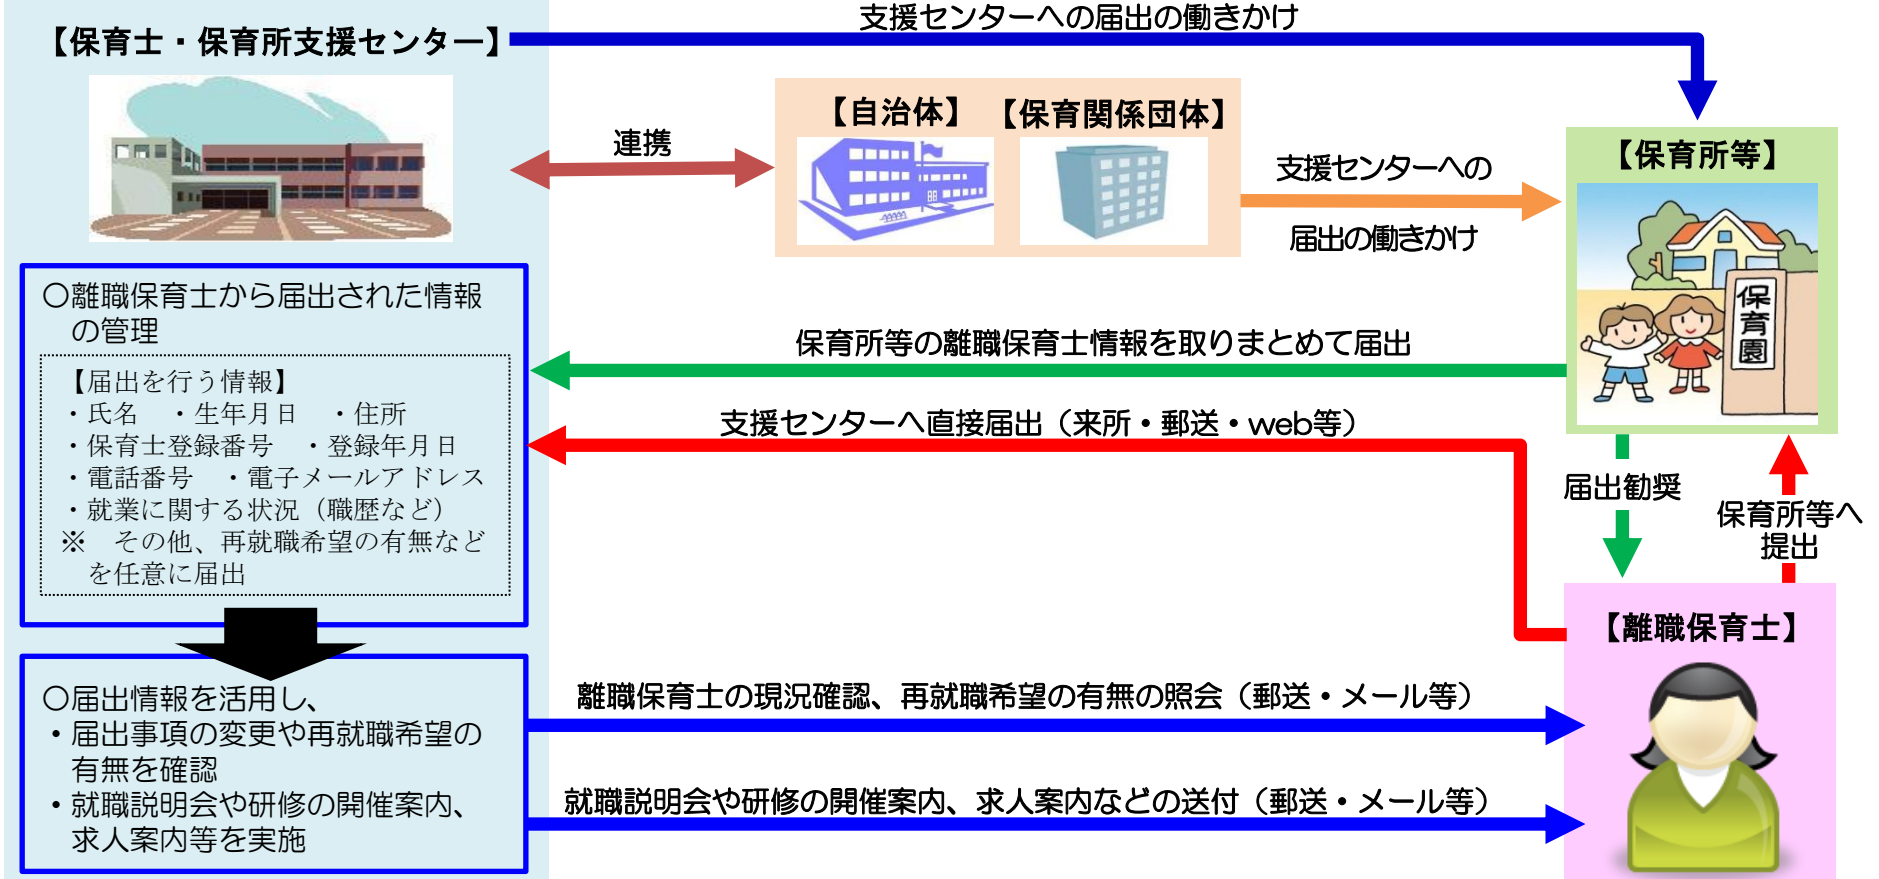 支援センターへの届出の働きかけ
【保育士・保育所支援センター】
【自治体】
【保育関係団体】
連携
支援センターへの
届出の働きかけ
【保育所等】
保育園
〇離職保育士から届出された情報
の管理
【届出を行う情報】
・氏名　・生年月日　・住所
・保育士登録番号　・登録年月日
・電話番号　・電子メールアドレス
・就業に関する状況（職歴など）
※　その他、再就職希望の有無など
を任意に届出
保育所等の離職保育士情報を取りまとめて届出
支援センターへ直接届出（来所・郵送・web等）
届出勧奨
保育所等へ
提出
【離職保育士】
〇届出情報を活用し、
・届出事項の変更や再就職希望の
有無を確認
・就職説明会や研修の開催案内、
求人案内等を実施
離職保育士の現況確認、再就職希望の有無の照会（郵送・メール等）
就職説明会や研修の開催案内、求人案内などの送付（郵送・メール等）